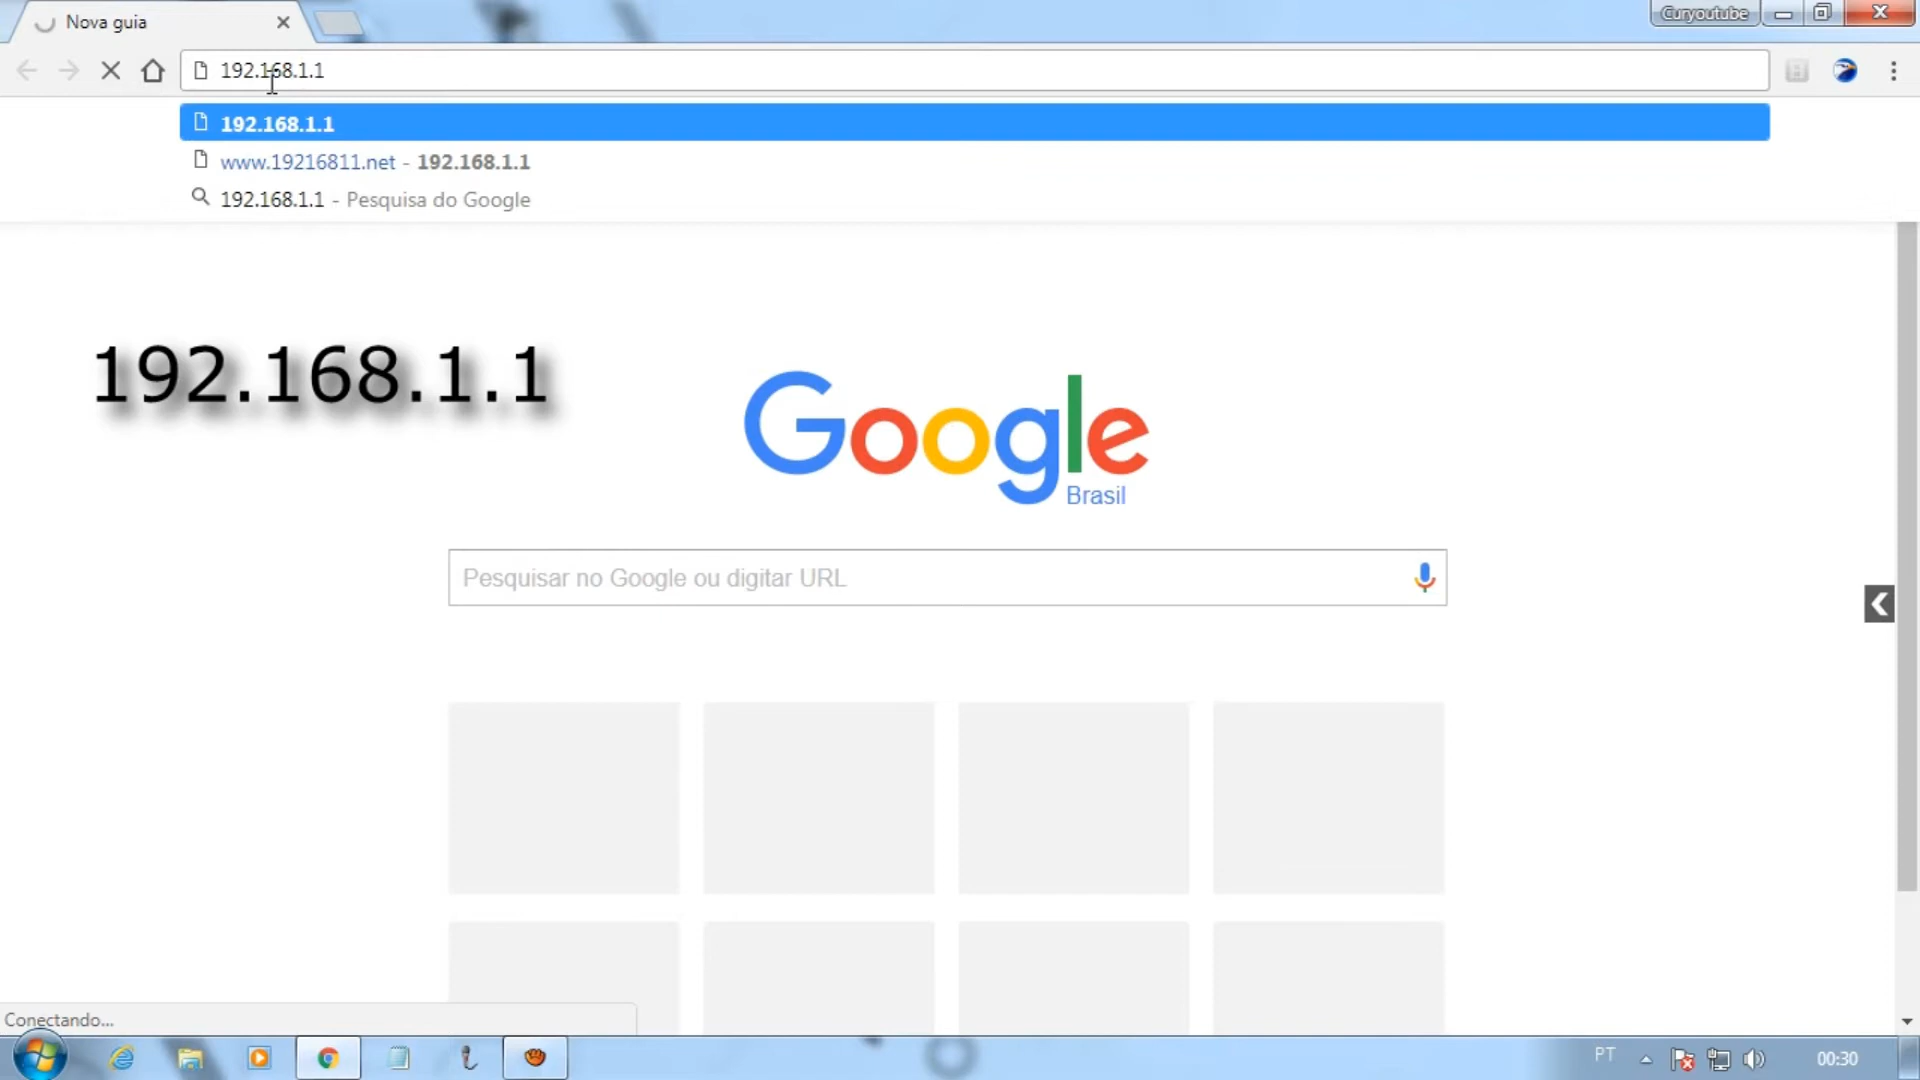 Nova guia
Curyoutube
192.168.1.1
192.168.1.1
www.19216811.net - 192.168.1.1
192.168.1.1 - Pesquisa do Google
192.168.1.1
Google
Brasil
Pesquisar no Google ou digitar URL
Conectando...
PT
00:30